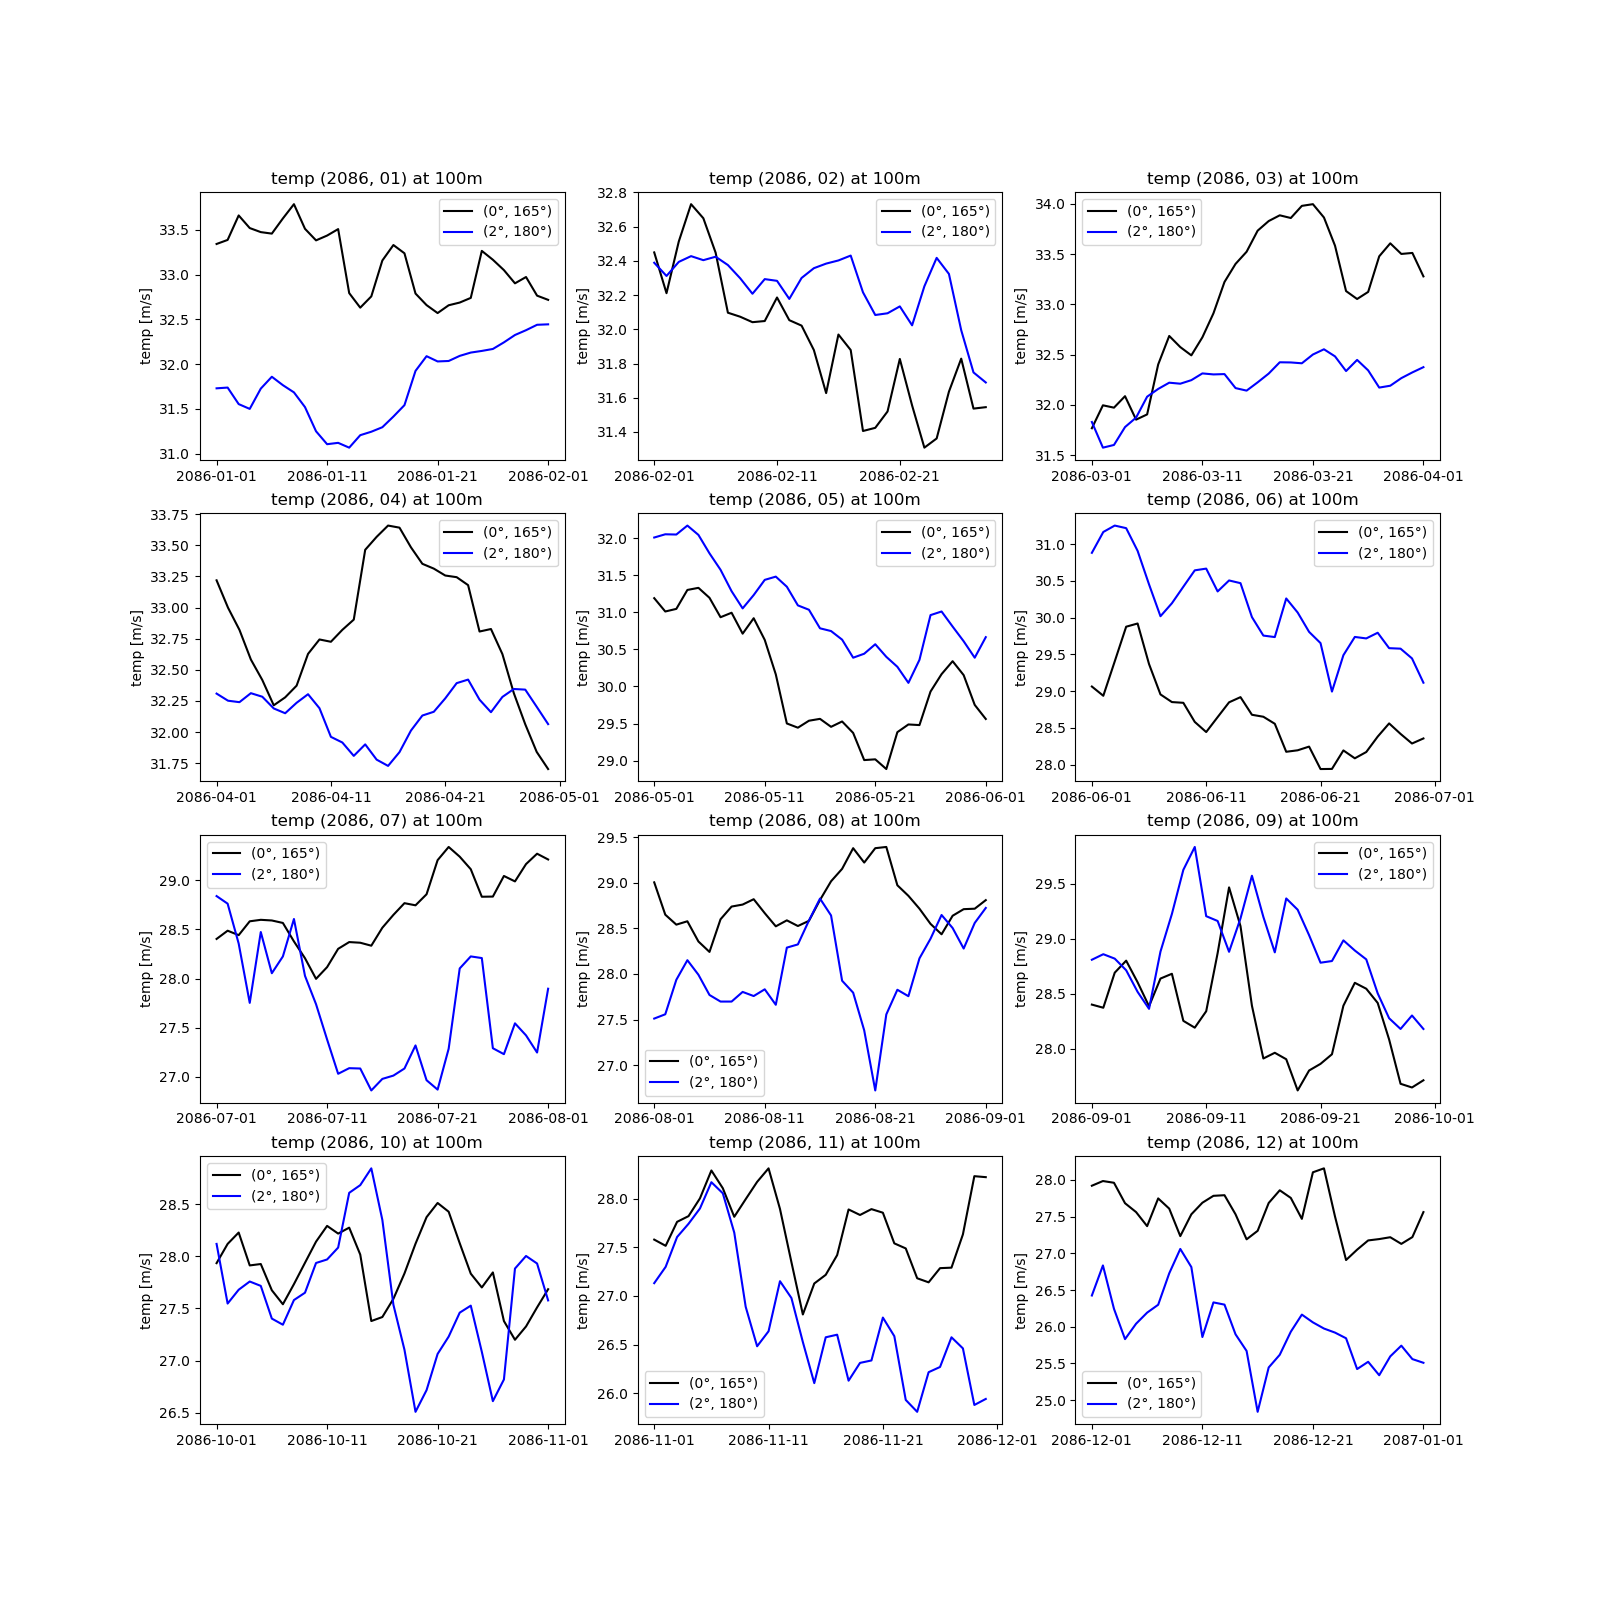 temp (2086, 01) at 100m
temp [m/s]
33.5
33.0
32.5
32.0
31.5
31.0
(0°, 165°)
(2°, 180°)
2086-01-01 2086-01-11 2086-01-21 2086-02-01
temp (2086, 02) at 100m
temp [m/s]
32.8
32.6
32.4
32.2
32.0
31.8
31.6
31.4
(0°, 165°)
(2°, 180°)
2086-02-01 2086-02-11 2086-02-21
temp (2086, 03) at 100m
temp [m/s]
34.0
33.5
33.0
32.5
32.0
31.5
(0°, 165°)
(2°, 180°)
2086-03-01 2086-03-11 2086-03-21 2086-04-01
temp (2086, 04) at 100m
temp [m/s]
33.75
33.50
33.25
33.00
32.75
32.50
32.25
32.00
31.75
(0°, 165°)
(2°, 180°)
2086-04-01 2086-04-11 2086-04-21 2086-05-01
temp (2086, 05) at 100m
temp [m/s]
32.0
31.5
31.0
30.5
30.0
29.5
29.0
(0°, 165°)
(2°, 180°)
2086-05-01 2086-05-11 2086-05-21 2086-06-01
temp (2086, 06) at 100m
temp [m/s]
31.0
30.5
30.0
29.5
29.0
28.5
28.0
(0°, 165°)
(2°, 180°)
2086-06-01 2086-06-11 2086-06-21 2086-07-01
temp (2086, 07) at 100m
temp [m/s]
29.0
28.5
28.0
27.5
27.0
(0°, 165°)
(2°, 180°)
2086-07-01 2086-07-11 2086-07-21 2086-08-01
temp (2086, 08) at 100m
temp [m/s]
29.5
29.0
28.5
28.0
27.5
27.0
(0°, 165°)
(2°, 180°)
2086-08-01 2086-08-11 2086-08-21 2086-09-01
temp (2086, 09) at 100m
temp [m/s]
29.5
29.0
28.5
28.0
(0°, 165°)
(2°, 180°)
2086-09-01 2086-09-11 2086-09-21 2086-10-01
temp (2086, 10) at 100m
temp [m/s]
28.5
28.0
27.5
27.0
26.5
(0°, 165°)
(2°, 180°)
2086-10-01 2086-10-11 2086-10-21 2086-11-01
temp (2086, 11) at 100m
temp [m/s]
28.0
27.5
27.0
26.5
26.0
(0°, 165°)
(2°, 180°)
2086-11-01 2086-11-11 2086-11-21 2086-12-01
temp (2086, 12) at 100m
temp [m/s]
28.0
27.5
27.0
26.5
26.0
25.5
25.0
(0°, 165°)
(2°, 180°)
2086-12-01 2086-12-11 2086-12-21 2087-01-01